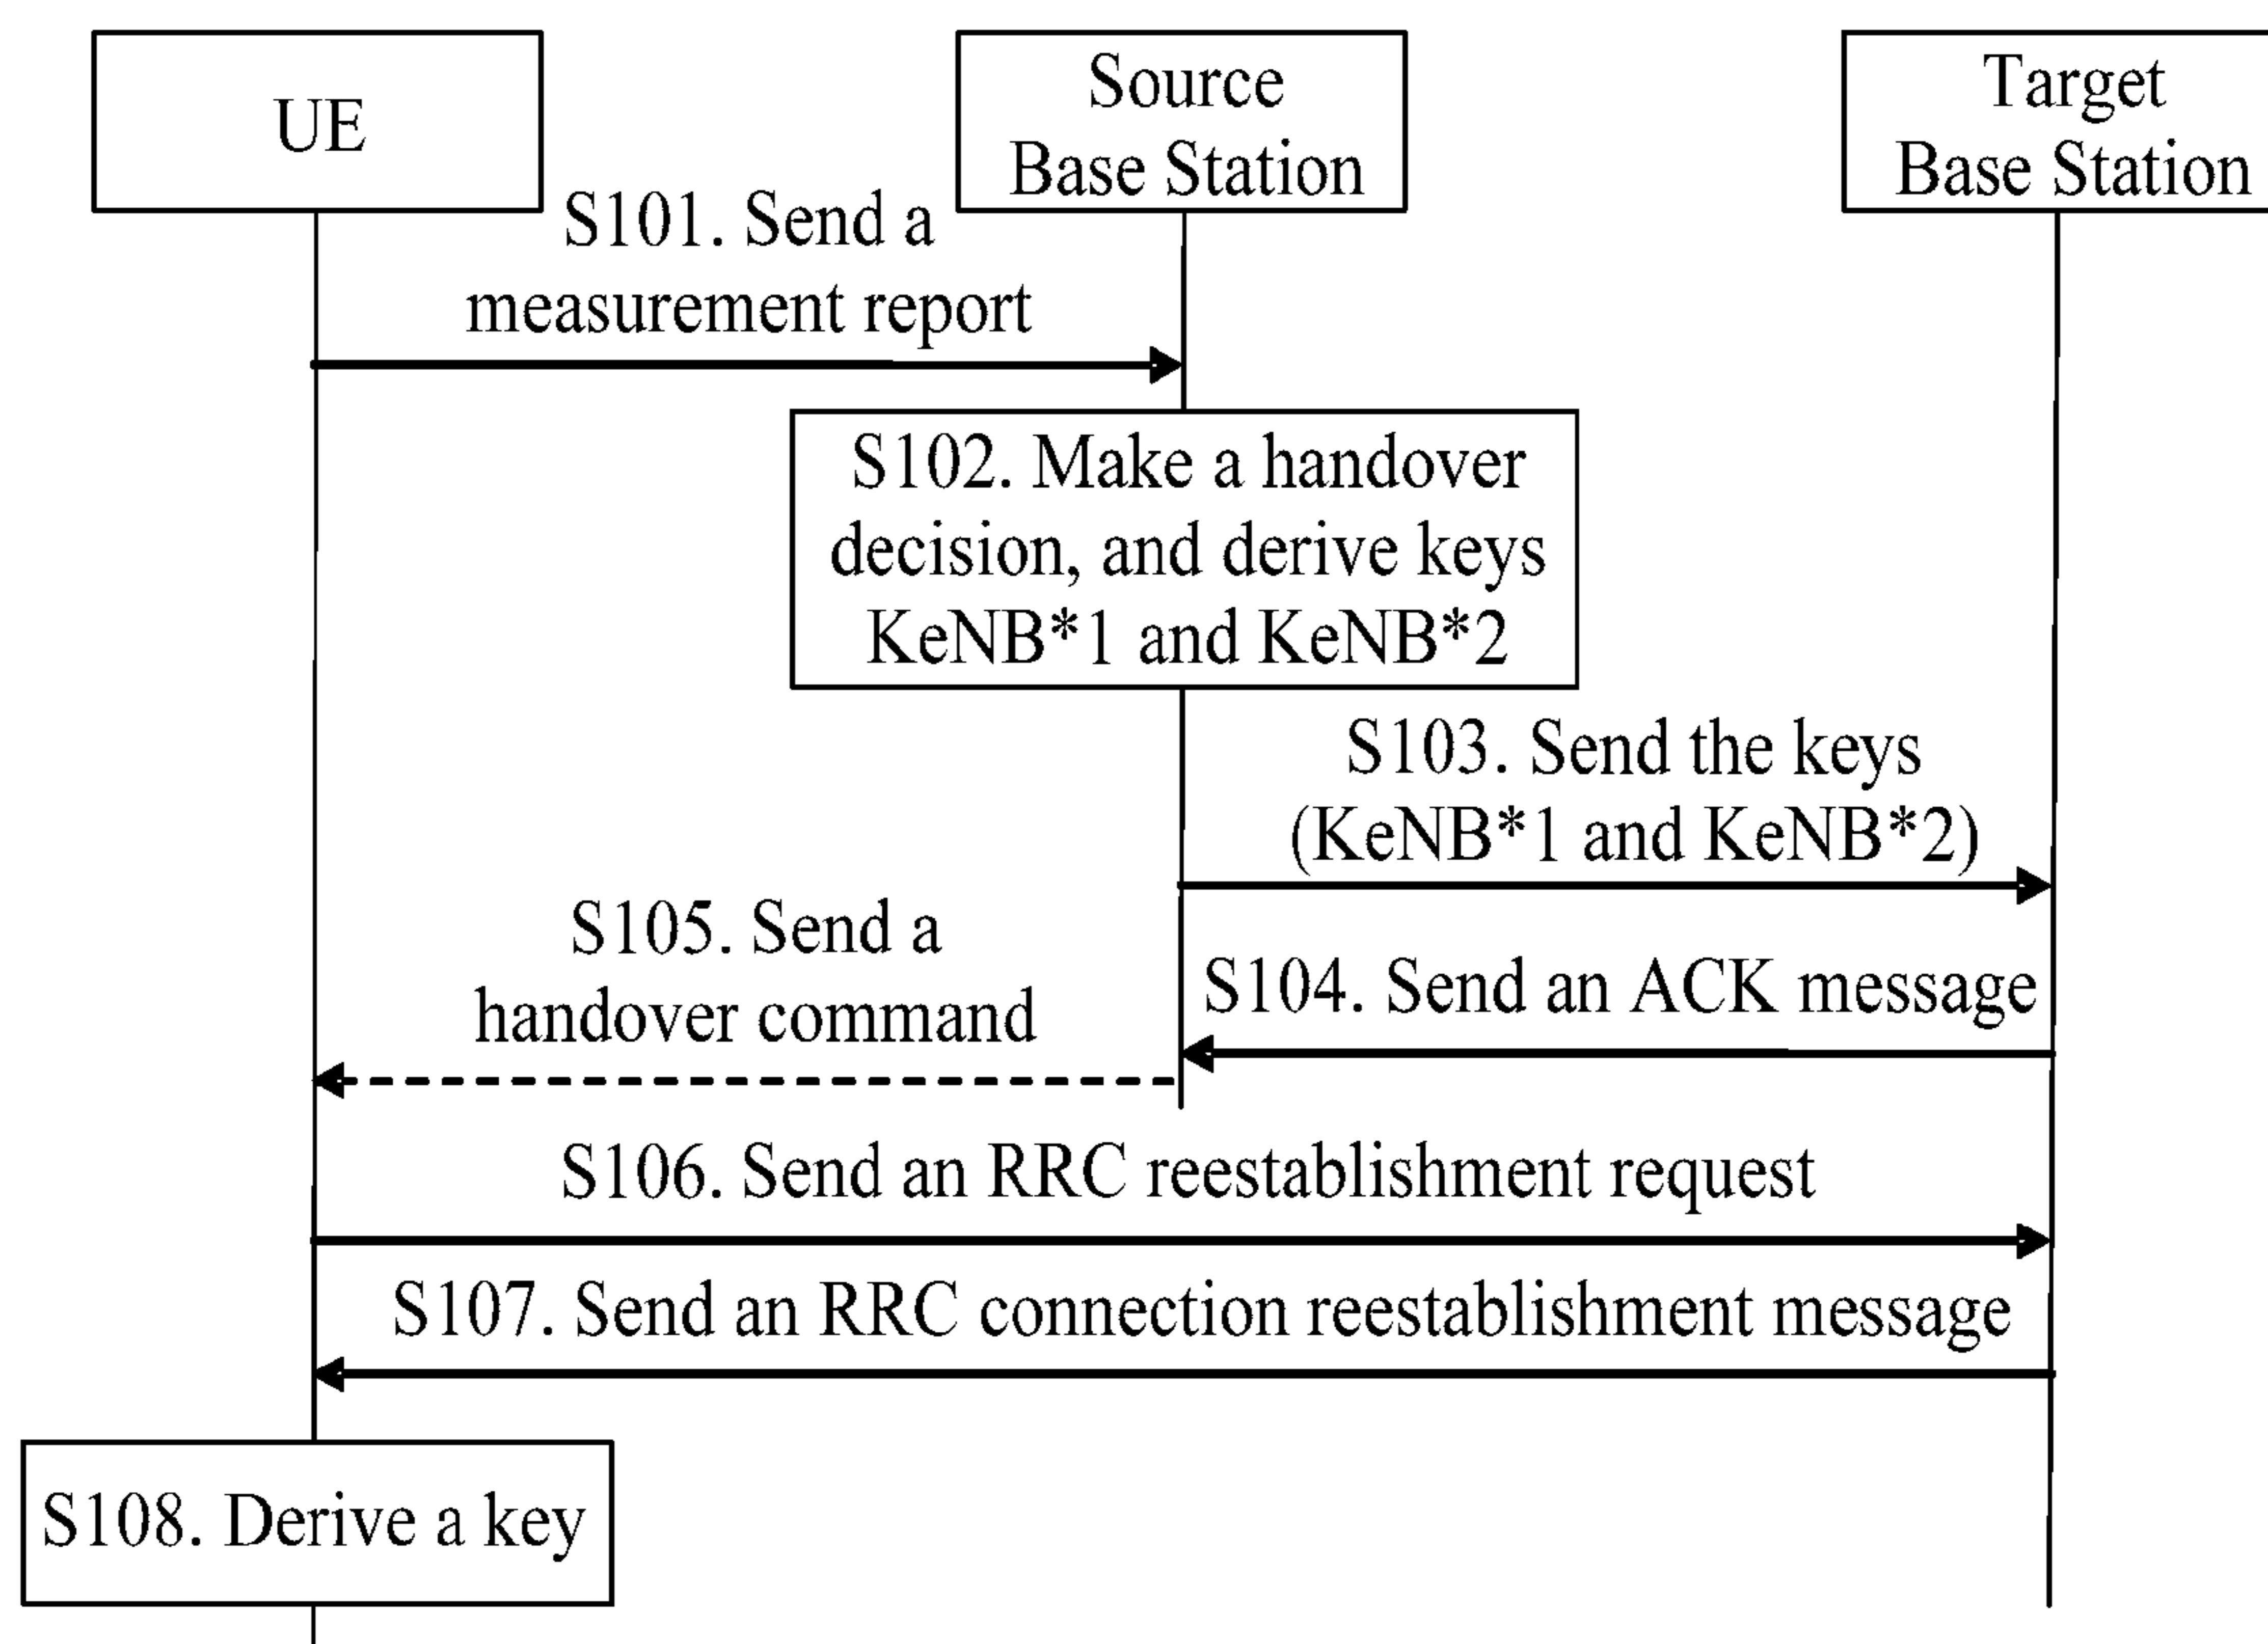 UE
Source
Base Station
Target
Base Station
S101. Send a
measurement report
S102. Make a handover
decision, and derive keys
KeNB*1 and KeNB*2
S103. Send the keys
(KeNB*1 and KeNB*2)
S104. Send an ACK message
S105. Send a
handover command
S106. Send an RRC reestablishment request
S107. Send an RRC connection reestablishment message
S108. Derive a key